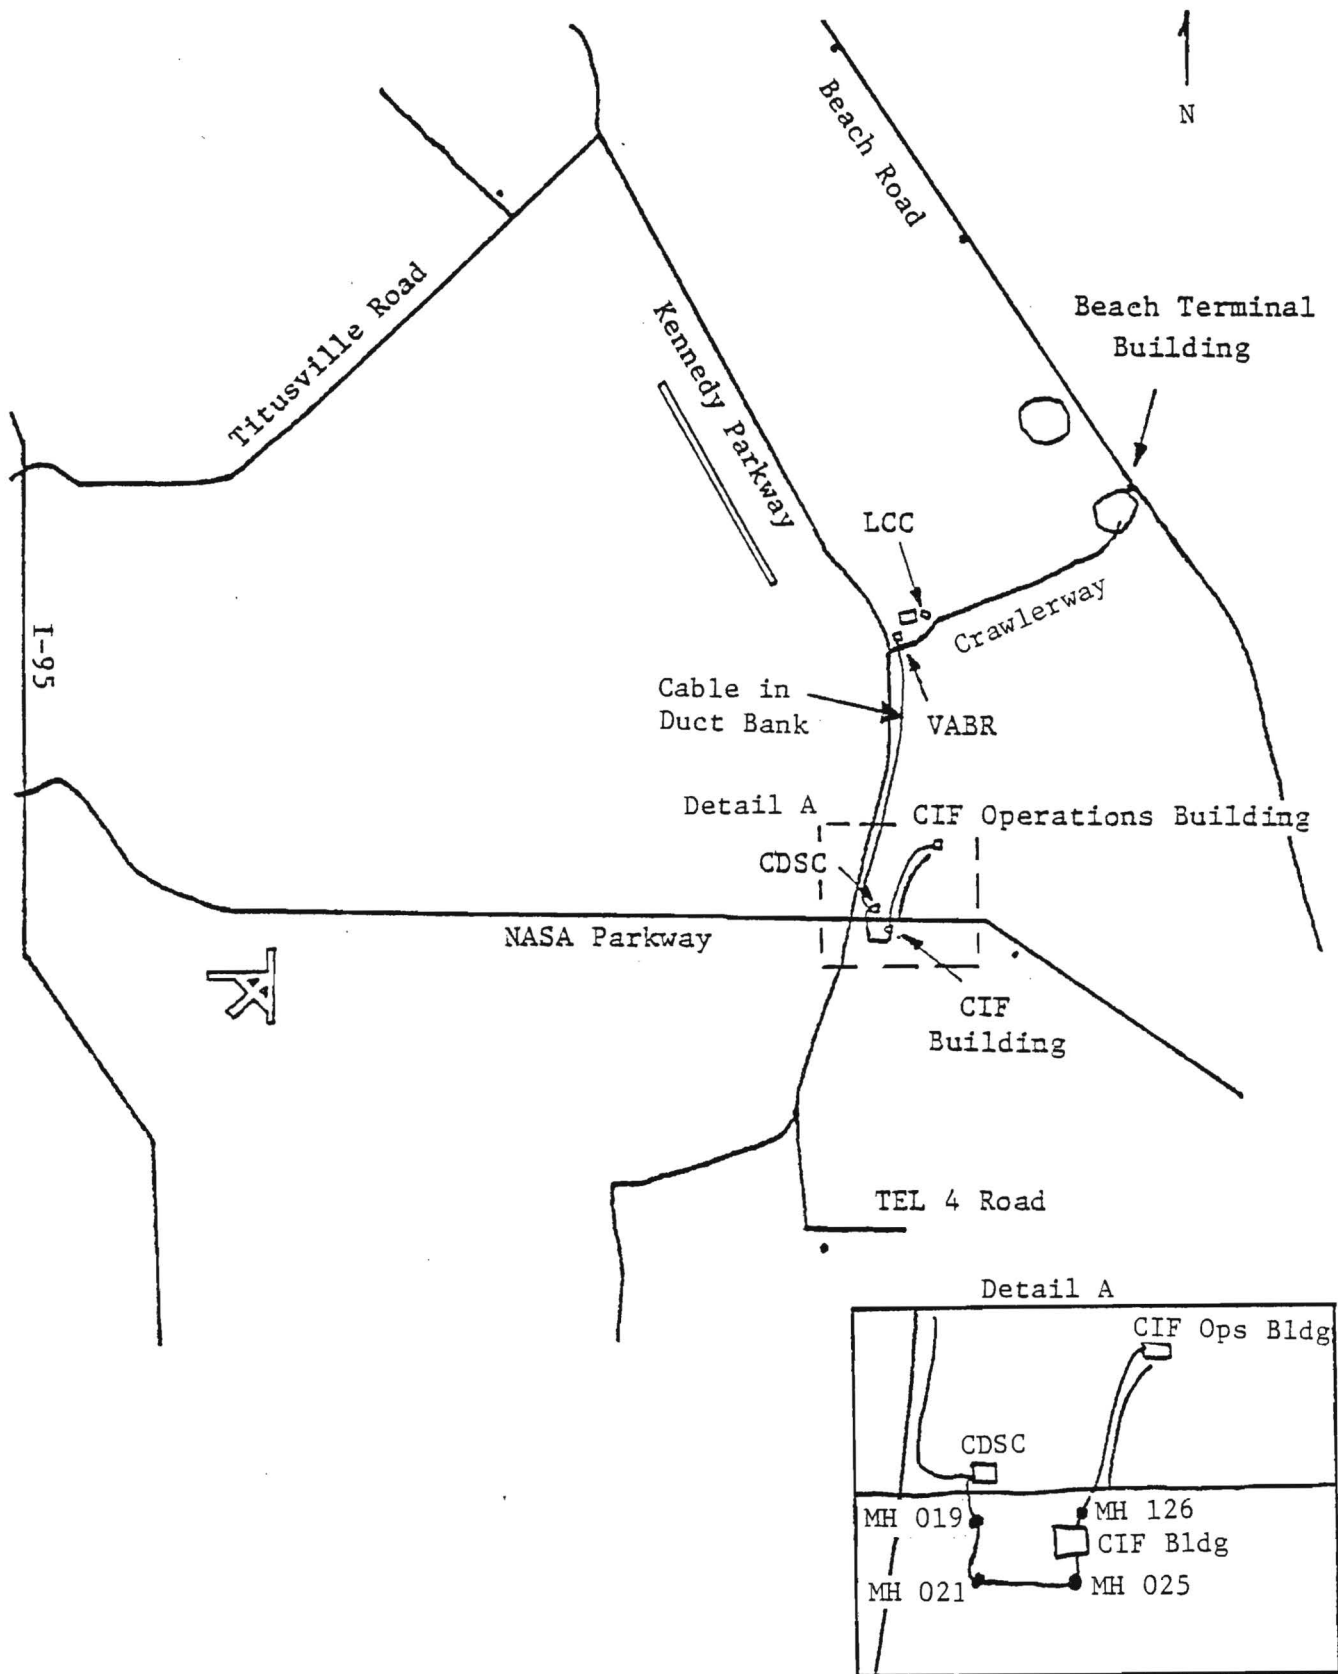 N
Beach Road
Beach Terminal
Building
Titusville Road
Kennedy Parkway
LCC
Crawlerway
I-95
Cable in
Duct Bank
VABR
Detail A
CIF Operations Building
CDSC
NASA Parkway
CIF
Building
TEL 4 Road
Detail A
CIF Ops Bldg
CDSC
MH 019
MH 126
CIF Bldg
MH 021
MH 025